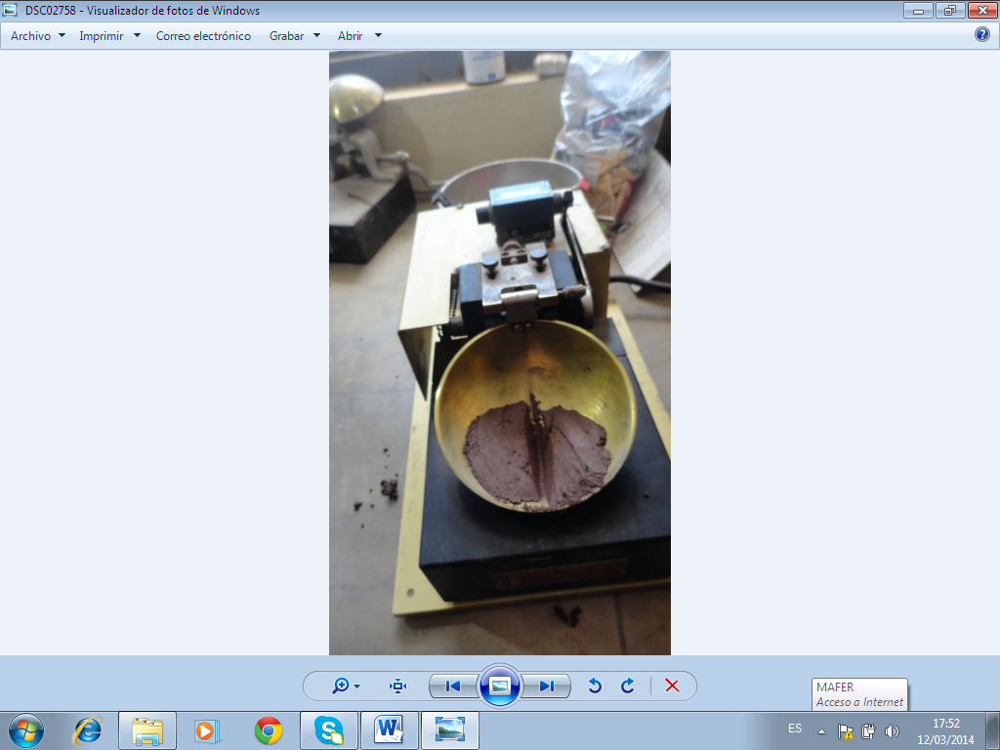 DSC02758 - Visualizador de fotos de Windows
Archivo Imprimir Correo electrónico Grabar Abrir
MAFER
Acceso a Internet
ES
17:52
12/03/2014